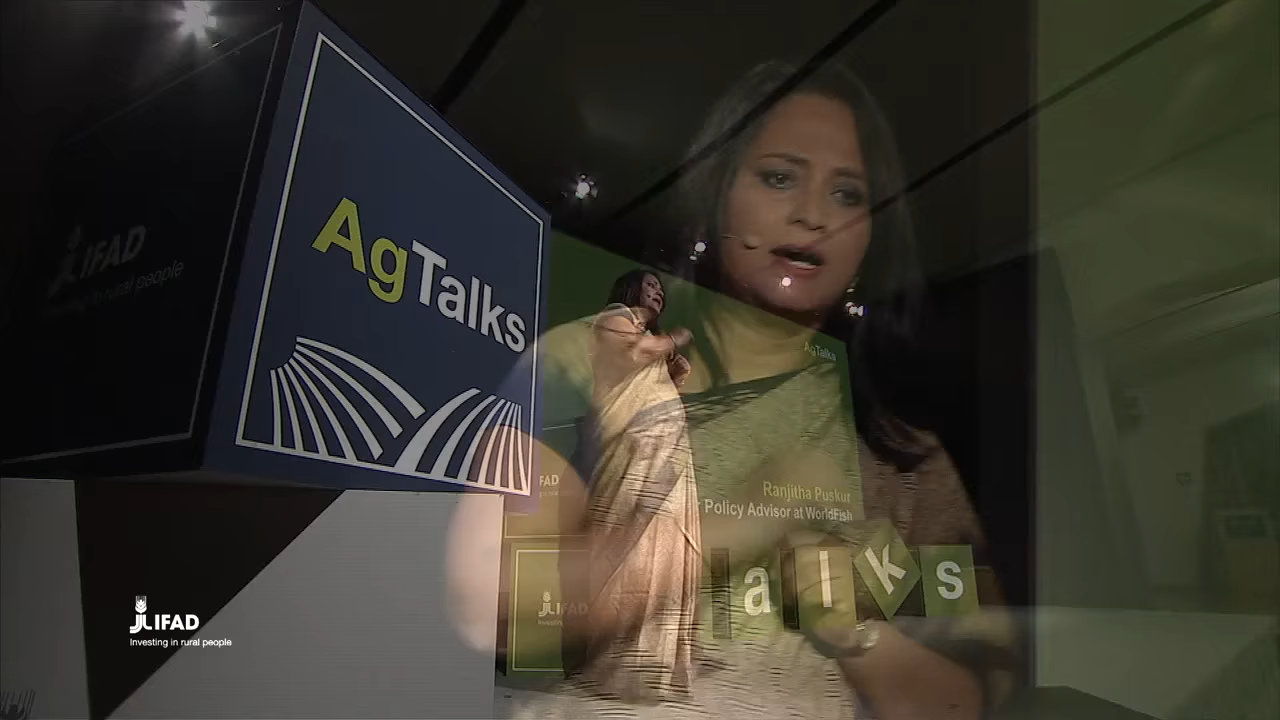 IFAD
Investing in rural people
AgTalks
AgTalks
IFAD
Ranjitha Puskur
Policy Advisor at WorldFish
a l k s
IFAD
IFAD
Investing in rural people